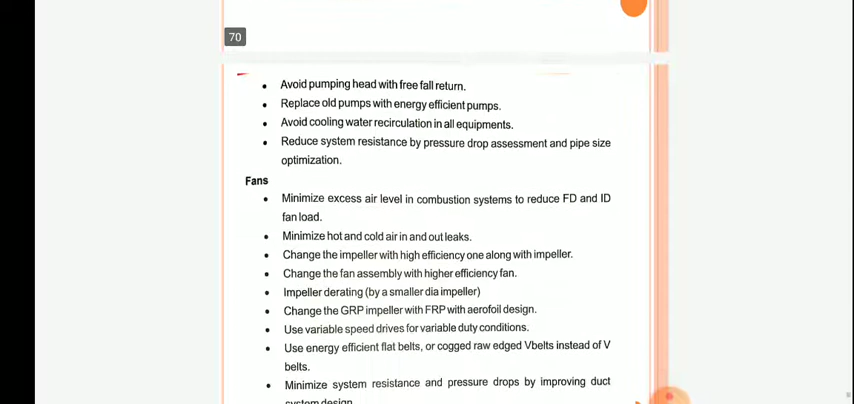 70
• Avoid pumping head with free fall return.
• Replace old pumps with energy efficient pumps.
• Avoid cooling water recirculation in all equipments.
• Reduce system resistance by pressure drop assessment and pipe size
optimization.
Fans
• Minimize excess air level in combustion systems to reduce FD and ID
fan load.
• Minimize hot and cold air in and out leaks.
• Change the impeller with high efficiency one along with impeller.
• Change the fan assembly with higher efficiency fan.
• Impeller derating (by a smaller dia impeller)
• Change the GRP impeller with FRP with aerofoil design.
• Use variable speed drives for variable duty conditions.
• Use energy efficient flat belts, or cogged raw edged Vbelts instead of V
belts.
• Minimize system resistance and pressure drops by improving duct
system design